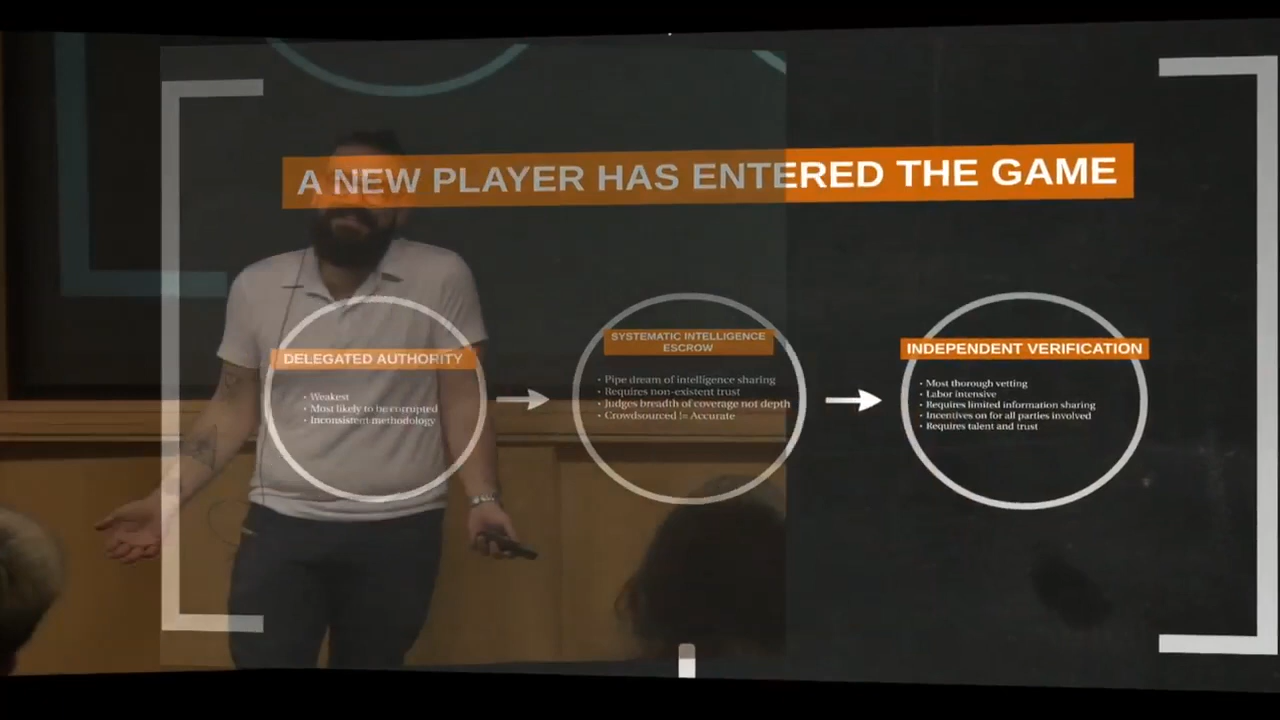 A NEW PLAYER HAS ENTERED THE GAME
DELEGATED AUTHORITY
• Weakest
• Most likely to be corrupted
• Inconsistent methodology
SYSTEMATIC INTELLIGENCE
ESCROW
• Pipe dream of intelligence sharing
• Requires non-existent trust
• Judges breadth of coverage not depth
• Crowdsourced != Accurate
INDEPENDENT VERIFICATION
• Most thorough vetting
• Labor intensive
• Requires limited information sharing
• Incentives on for all parties involved
• Requires talent and trust